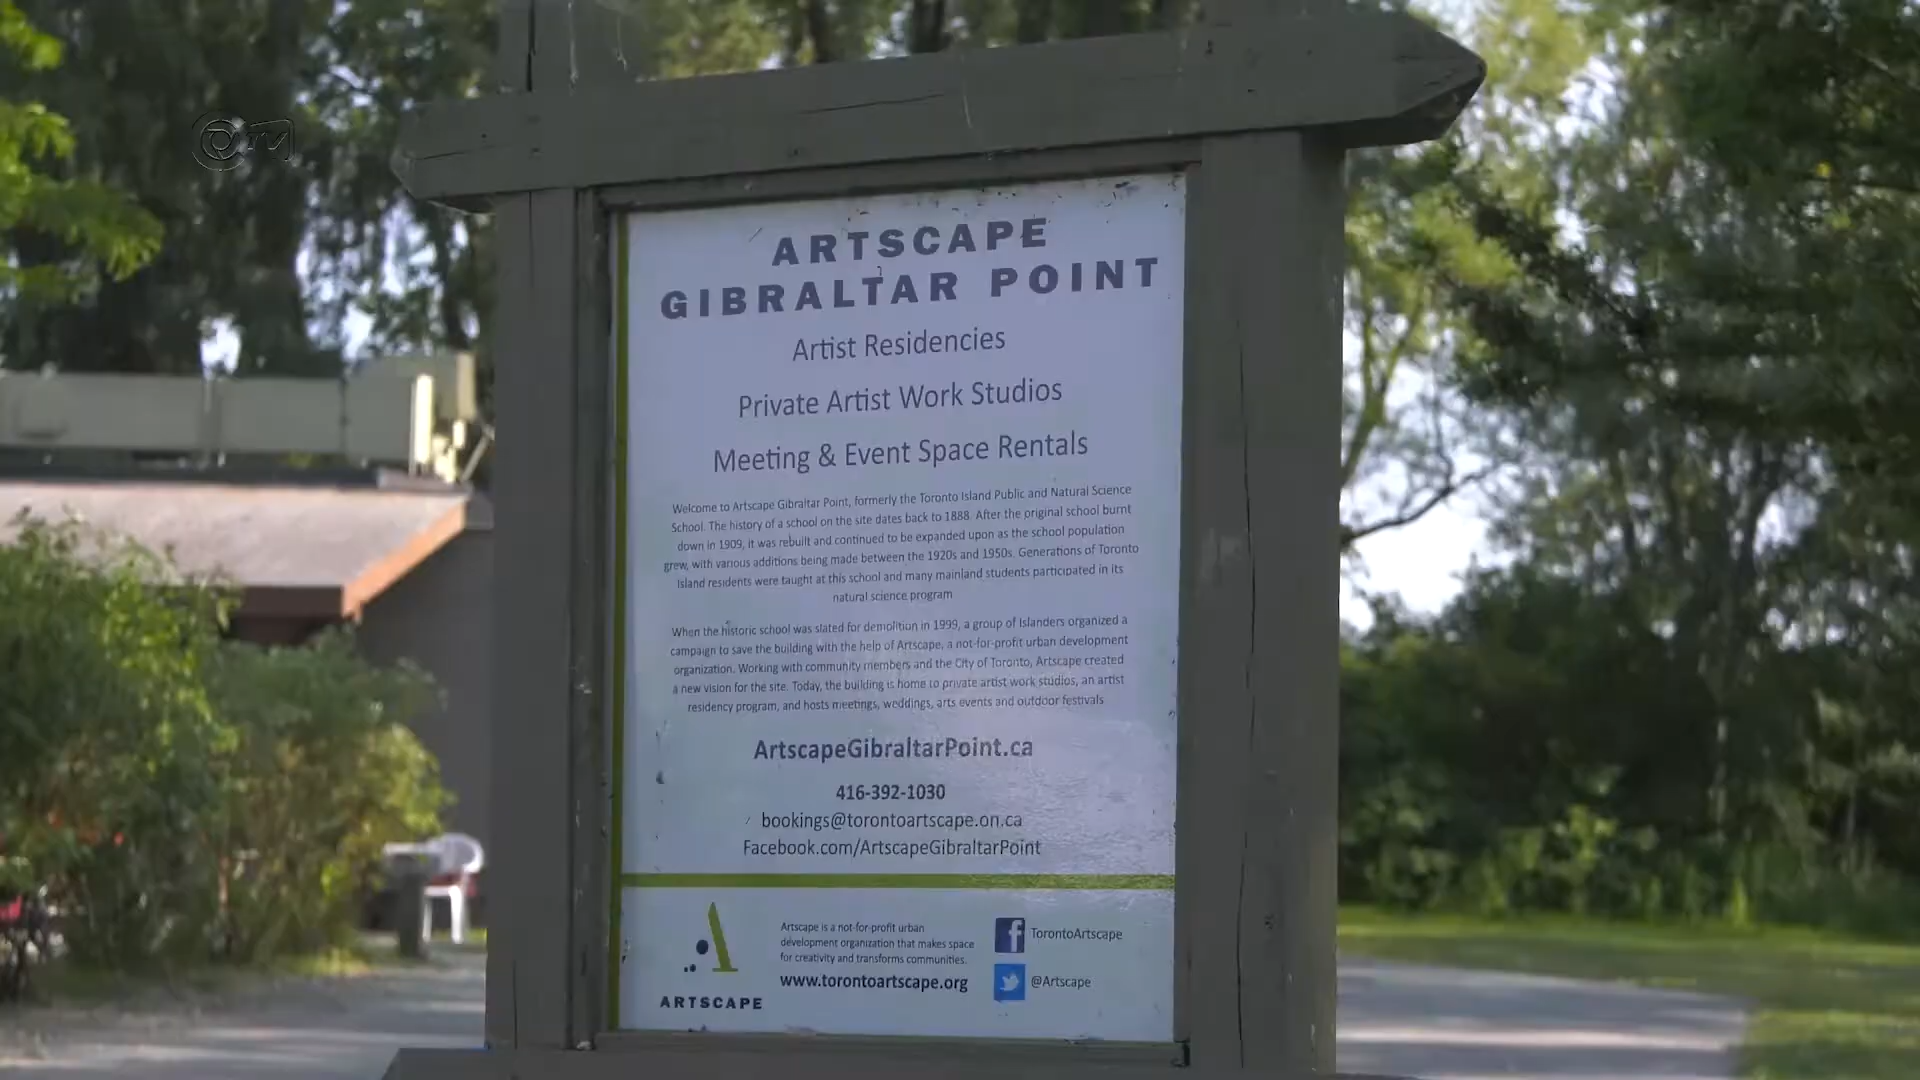 @TV
ARTSCAPE
GIBRALTAR POINT
Artist Residencies
Private Artist Work Studios
Meeting & Event Space Rentals
Welcome to Artscape Gibraltar Point, formerly the Toronto Island Public and Natural Science
School. The history of a school on the site dates back to 1888. After the original school burnt
down in 1909, it was rebuilt and continued to be expanded upon as the school population
grew, with various additions being made between the 1920s and 1950s. Generations of Toronto
Island residents were taught at this school and many mainland students participated in its
natural science program
When the historic school was slated for demolition in 1999, a group of Islanders organized a
campaign to save the building with the help of Artscape, a not-for-profit urban development
organization. Working with community members and the City of Toronto, Artscape created
a new vision for the site. Today, the building is home to private artist work studios, an artist
residency program, and hosts meetings, weddings, arts events and outdoor festivals
ArtscapeGibraltarPoint.ca
416-392-1030
bookings@torontoartscape.on.ca
Facebook.com/ArtscapeGibraltarPoint
ARTSCAPE
Artscape is a not-for-profit urban
development organization that makes space
for creativity and transforms communities.
www.torontoartscape.org
TorontoArtscape
@Artscape